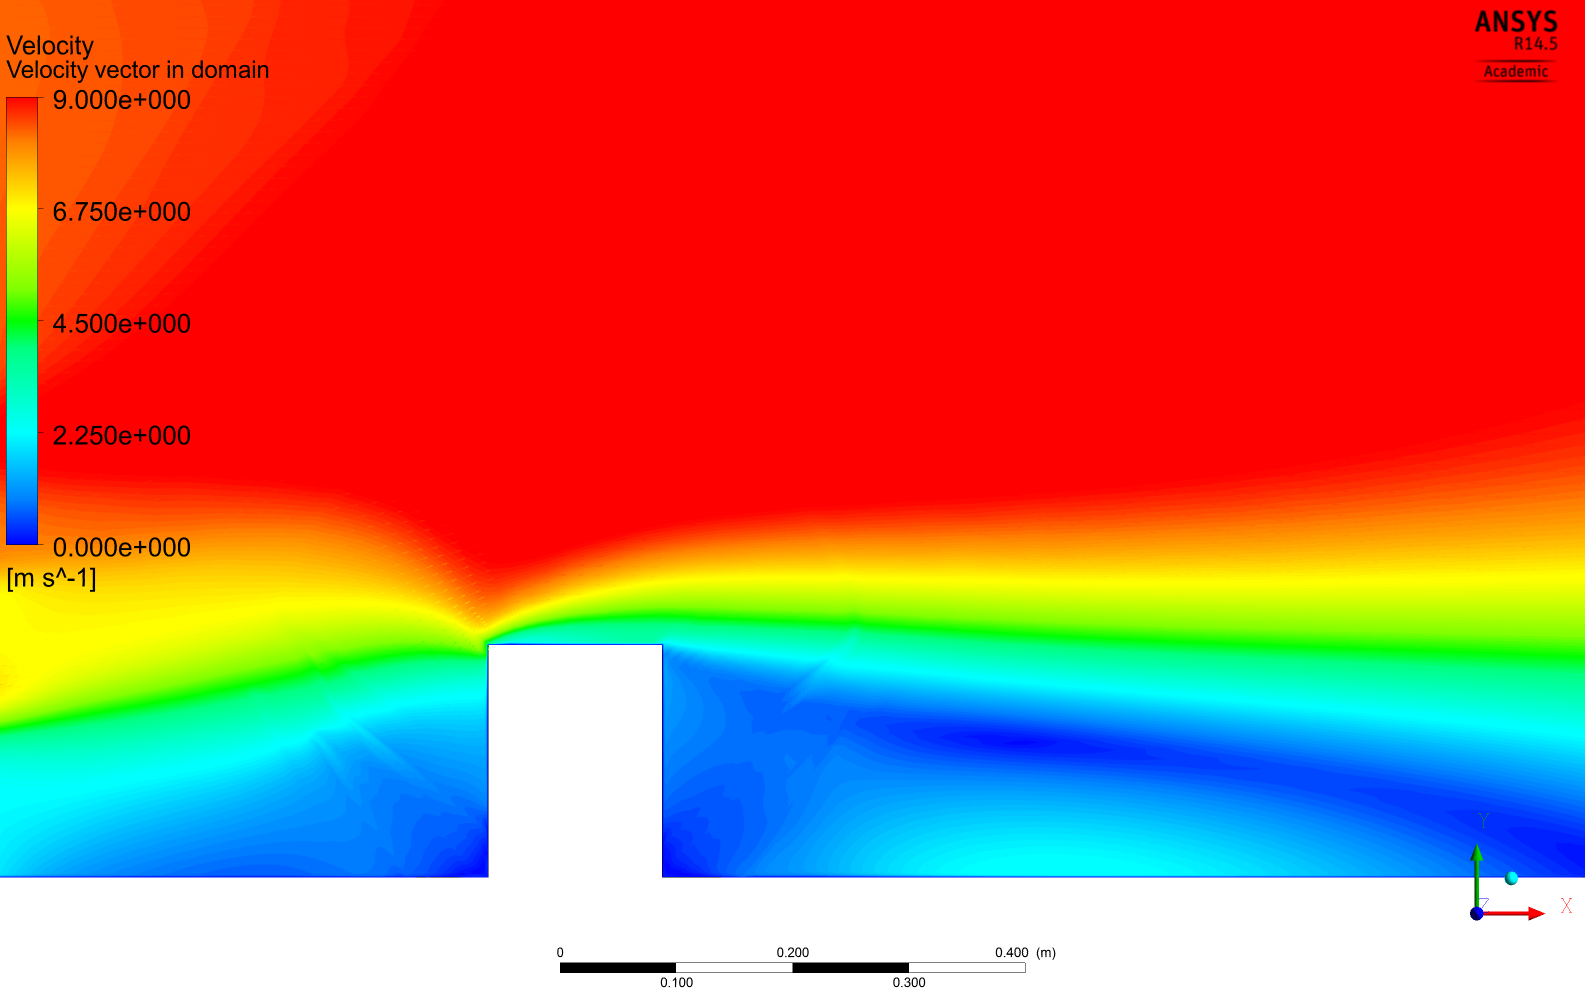 Velocity
Velocity vector in domain
9.000e+000
6.750e+000
4.500e+000
2.250e+000
0.000e+000
[m s^-1]
ANSYS
R14.5
Academic
Y
Z
X
0 0.200 0.400 (m)
0.100 0.300